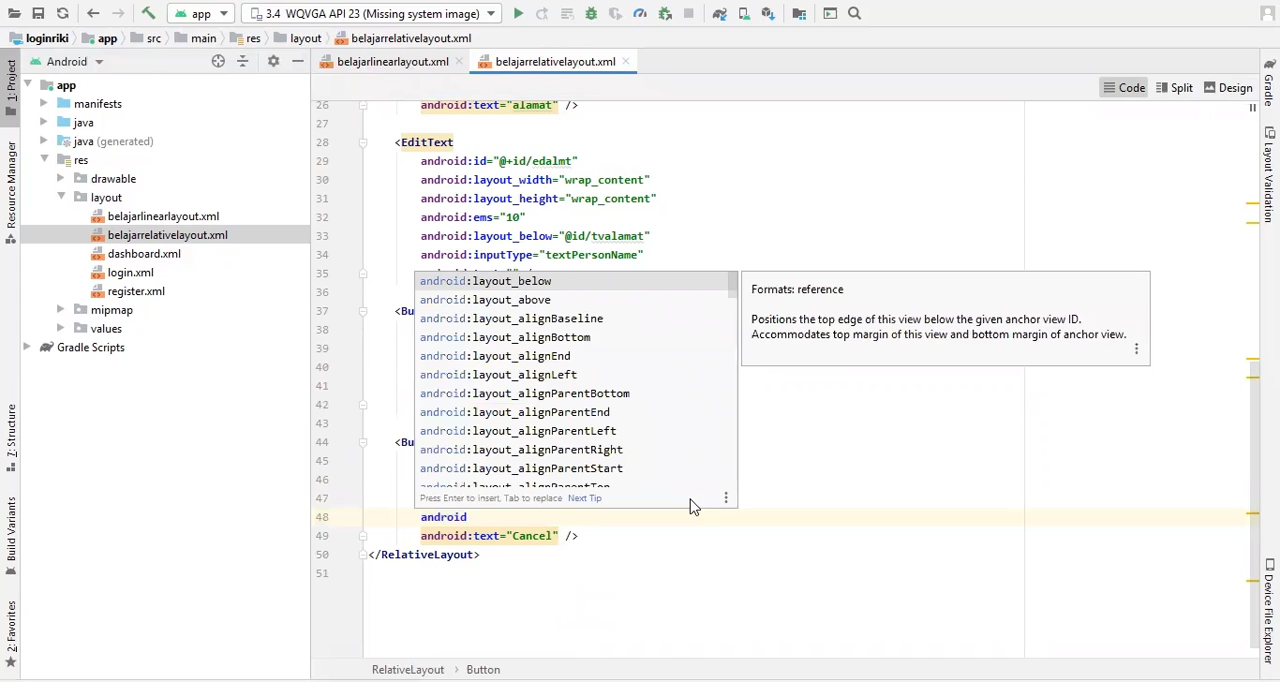 app
3.4 WQVGA API 23 (Missing system image)
loginriki
app
src
main
res
layout
belajarrelativelayout.xml
1: Project
Resource Manager
Z: Structure
Build Variants
2: Favorites
Android
app
manifests
java
java (generated)
res
drawable
layout
belajarlinearlayout.xml
belajarrelativelayout.xml
dashboard.xml
login.xml
register.xml
mipmap
values
Gradle Scripts
belajarlinearlayout.xml
belajarrelativelayout.xml
Code
Split
Design
26 android:text="alamat" />
27
28 <EditText
29 android:id="@+id/edalmt"
30 android:layout_width="wrap_content"
31 android:layout_height="wrap_content"
32 android:ems="10"
33 android:layout_below="@id/tvalamat"
34 android:inputType="textPersonName"
35
36
37 <Bu
38
39
40
41
42
43
44 <Bu
45
46
47
48 android
49 android:text="Cancel" />
50 </RelativeLayout>
51
android:layout_below
android:layout_above
android:layout_alignBaseline
android:layout_alignBottom
android:layout_alignEnd
android:layout_alignLeft
android:layout_alignParentBottom
android:layout_alignParentEnd
android:layout_alignParentLeft
android:layout_alignParentRight
android:layout_alignParentStart
android:layout_alignParentTop
Press Enter to insert, Tab to replace Next Tip
Formats: reference
Positions the top edge of this view below the given anchor view ID.
Accommodates top margin of this view and bottom margin of anchor view.
RelativeLayout
Button
Gradle
Layout Validation
Device File Explorer